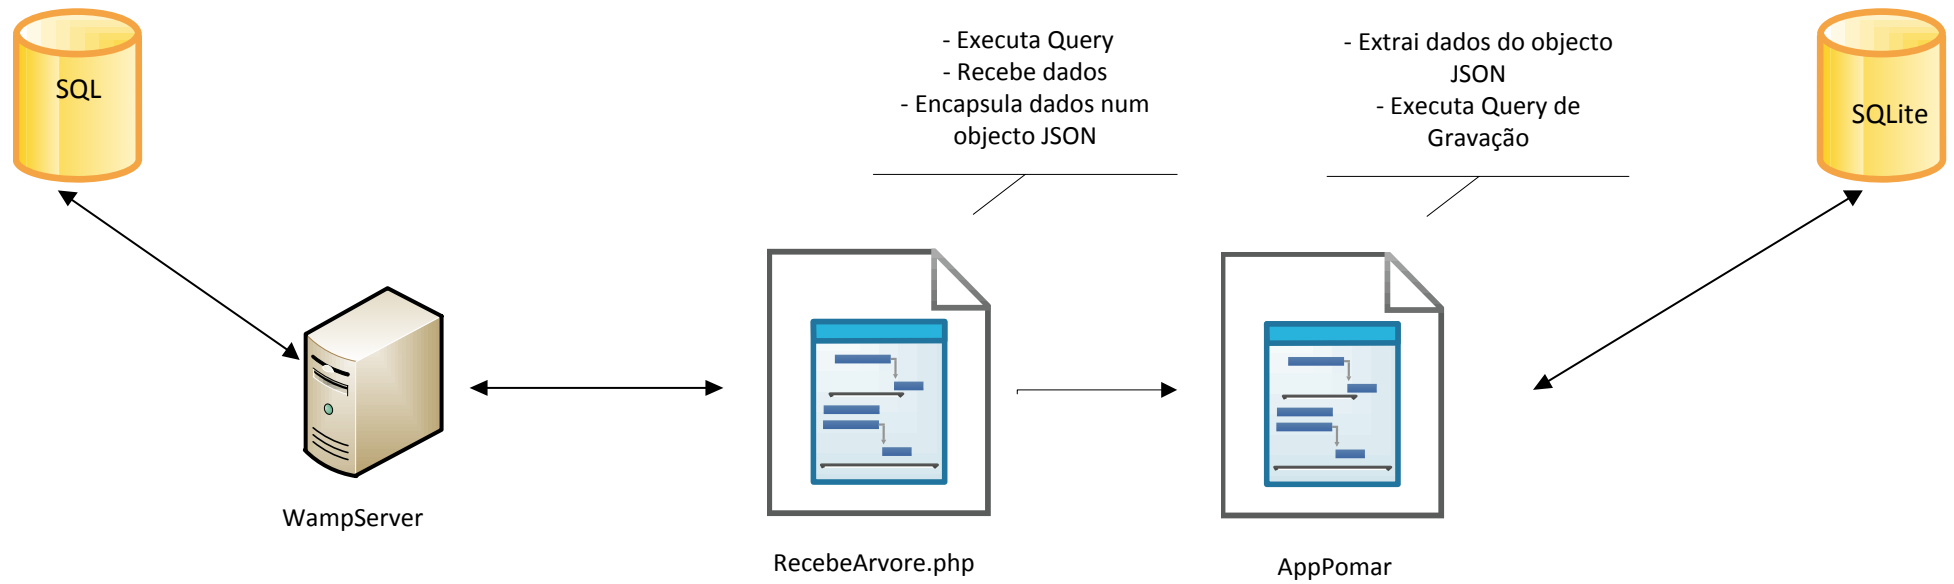 SQL
- Executa Query
- Recebe dados
- Encapsula dados num
objecto JSON
- Extrai dados do objecto
JSON
- Executa Query de
Gravação
SQLite
WampServer
RecebeArvore.php
AppPomar